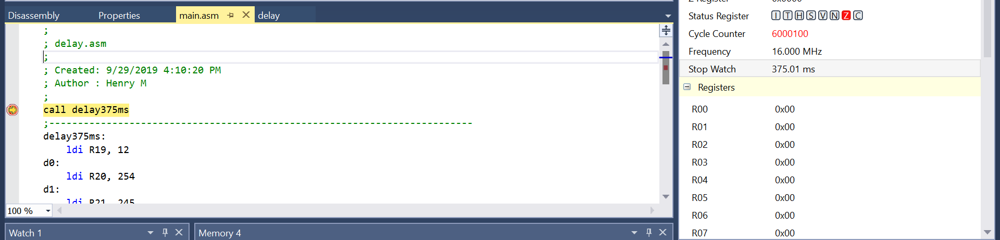 Disassembly Properties main.asm delay
;
; delay.asm
;
; Created: 9/29/2019 4:10:20 PM
; Author : Henry M
;
call delay375ms
;--------------------------------------------------------------------------
delay375ms:
ldi R19, 12
d0:
ldi R20, 254
d1:
ldi R21, 245
100 %
Watch 1
Memory 4
Z Register 0x0000
Status Register I T H S V N Z C
Cycle Counter 6000100
Frequency 16.000 MHz
Stop Watch 375.01 ms
Registers
R00 0x00
R01 0x00
R02 0x00
R03 0x00
R04 0x00
R05 0x00
R06 0x00
R07 0x00